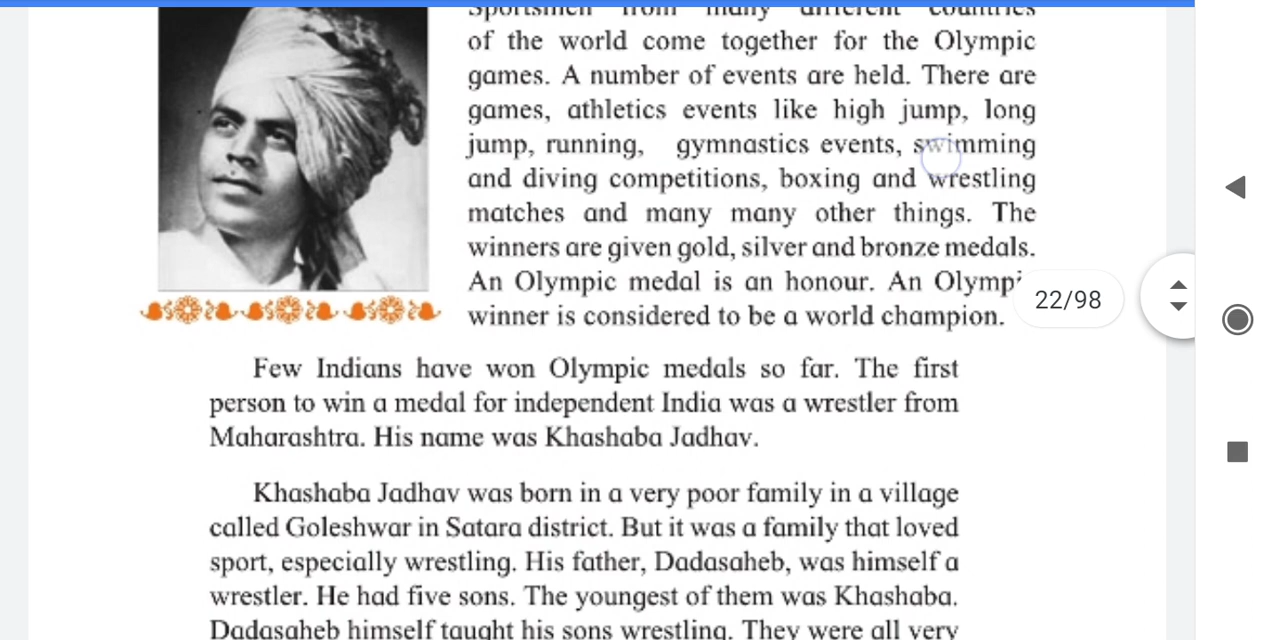 Sportsmen from many different countries
of the world come together for the Olympic
games. A number of events are held. There are
games, athletics events like high jump, long
jump, running, gymnastics events, swimming
and diving competitions, boxing and wrestling
matches and many many other things. The
winners are given gold, silver and bronze medals.
An Olympic medal is an honour. An Olympi
winner is considered to be a world champion.
22/98
Few Indians have won Olympic medals so far. The first
person to win a medal for independent India was a wrestler from
Maharashtra. His name was Khashaba Jadhav.
Khashaba Jadhav was born in a very poor family in a village
called Goleshwar in Satara district. But it was a family that loved
sport, especially wrestling. His father, Dadasaheb, was himself a
wrestler. He had five sons. The youngest of them was Khashaba.
Dadasaheb himself taught his sons wrestling. They were all very